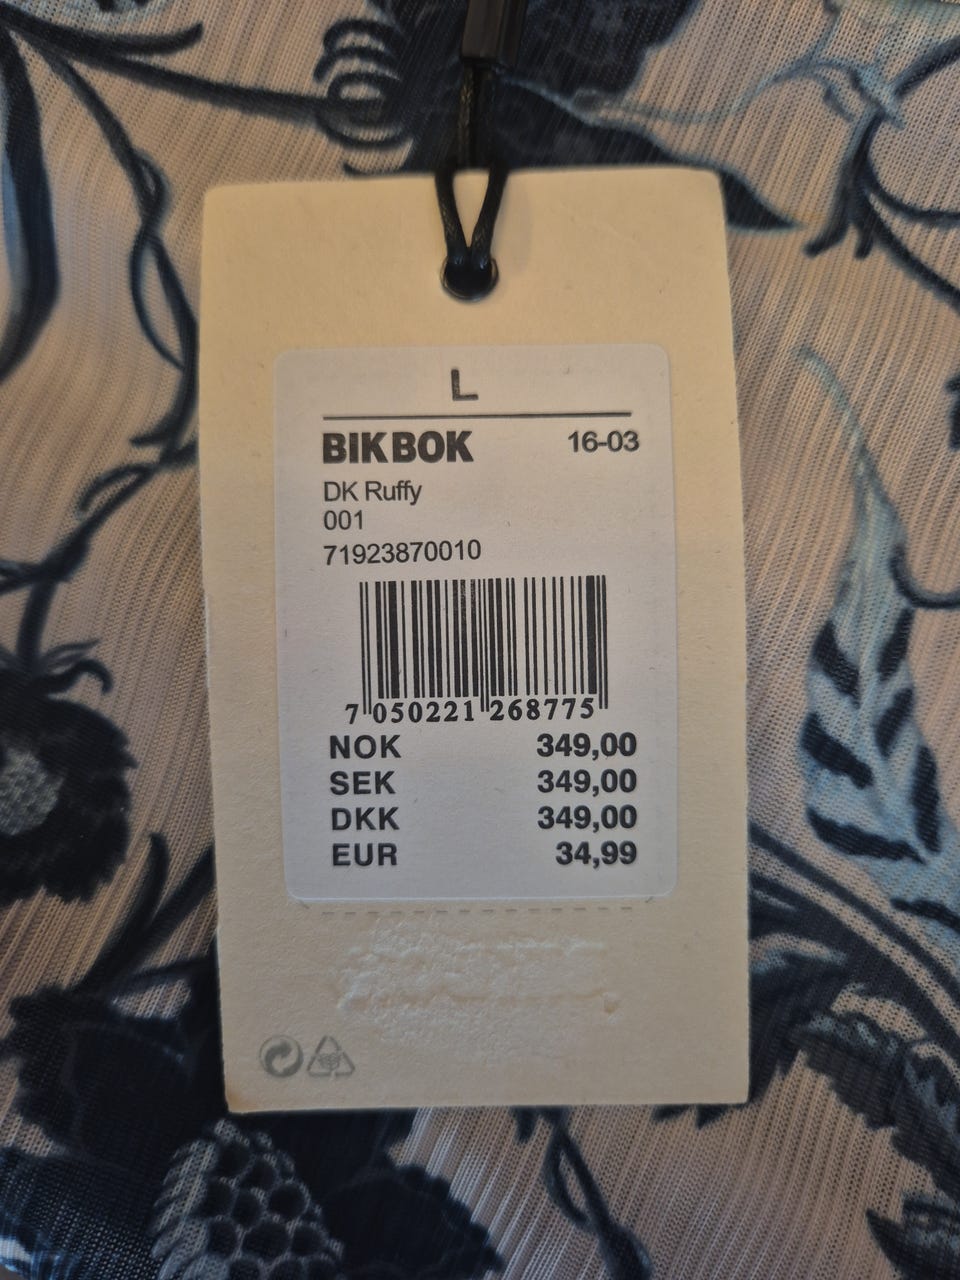 L
BIKBOK 16-03
DK Ruffy
001
71923870010
7 050221 268775
NOK 349,00
SEK 349,00
DKK 349,00
EUR 34,99